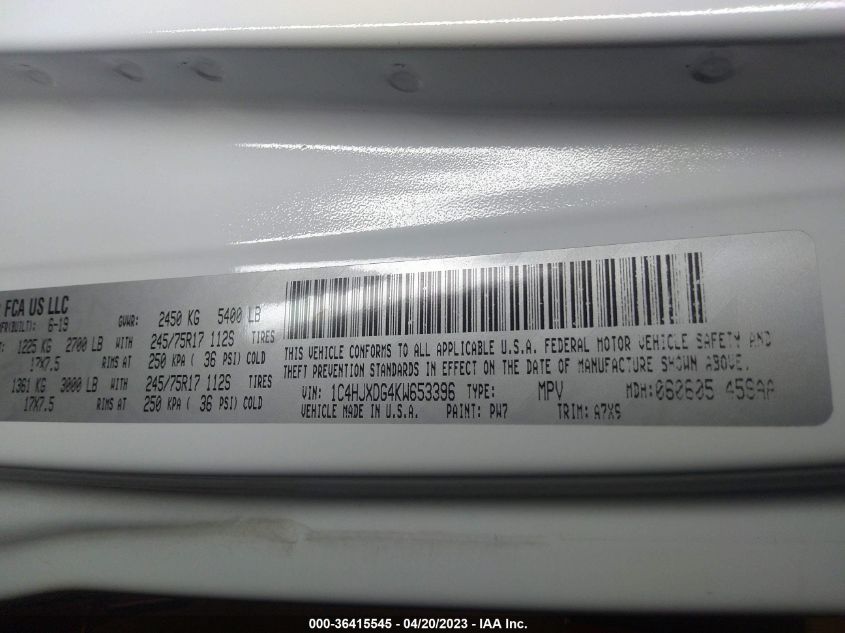 FCA US LLC
MFR(BUILT): 6-19 GVWR: 2450 KG 5400 LB
1225 KG 2700 LB WITH 245/75R17 112S TIRES
17X7.5 RIMS AT 250 KPA ( 36 PSI) COLD
1361 KG 3000 LB WITH 245/75R17 112S TIRES
17X7.5 RIMS AT 250 KPA ( 36 PSI) COLD
THIS VEHICLE CONFORMS TO ALL APPLICABLE U.S.A. FEDERAL MOTOR VEHICLE SAFETY AND
THEFT PREVENTION STANDARDS IN EFFECT ON THE DATE OF MANUFACTURE SHOWN ABOVE.
VIN: 1C4HJXDG4KW653396 TYPE: MPV MDH: 060605
VEHICLE MADE IN U.S.A. PAINT: PW7 TRIM: A7X9
000-36415545 - 04/20/2023 - IAA Inc.